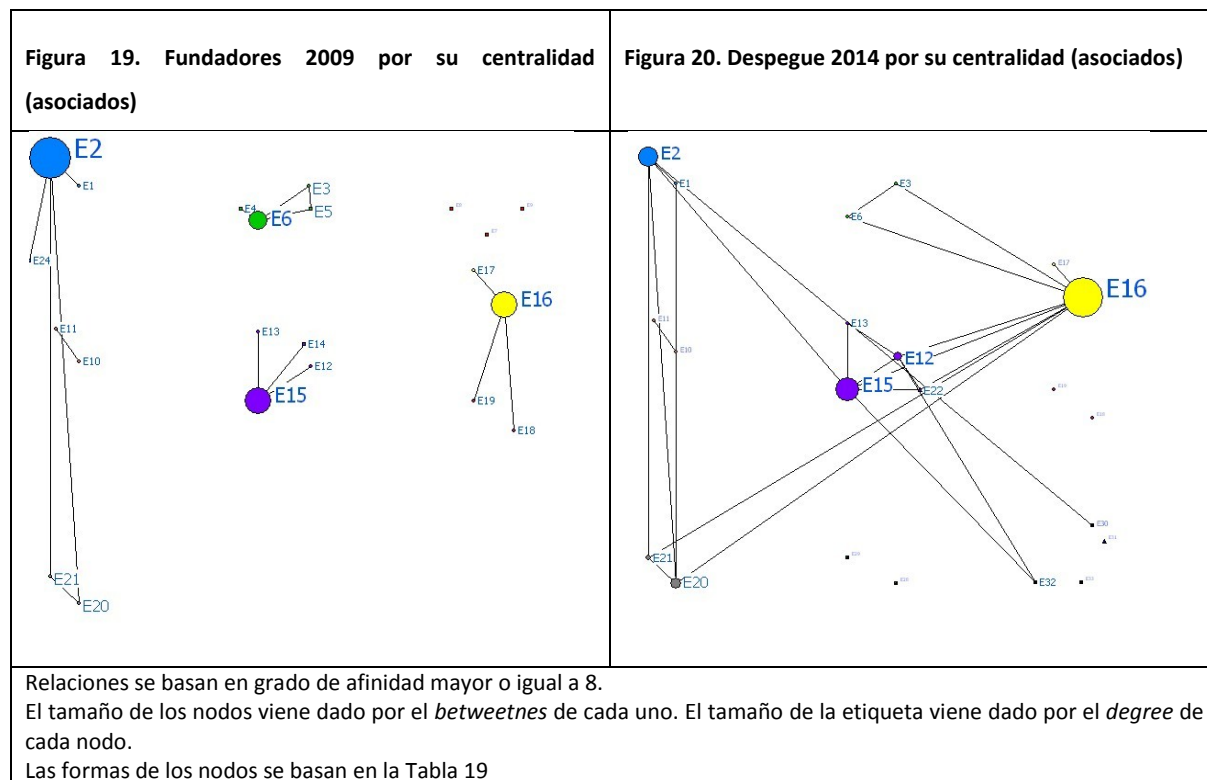 Figura 19. Fundadores 2009 por su centralidad
(asociados)
Figura 20. Despegue 2014 por su centralidad (asociados)
E2
E1
E3
E4
E6
E5
E24
E17
E16
E11
E13
E14
E10
E12
E15
E19
E18
E21
E20
E2
E1
E3
E6
E17
E16
E11
E13
E10
E12
E15
E22
E30
E21
E20
E32
Relaciones se basan en grado de afinidad mayor o igual a 8.
El tamaño de los nodos viene dado por el betweetnes de cada uno. El tamaño de la etiqueta viene dado por el degree de
cada nodo.
Las formas de los nodos se basan en la Tabla 19